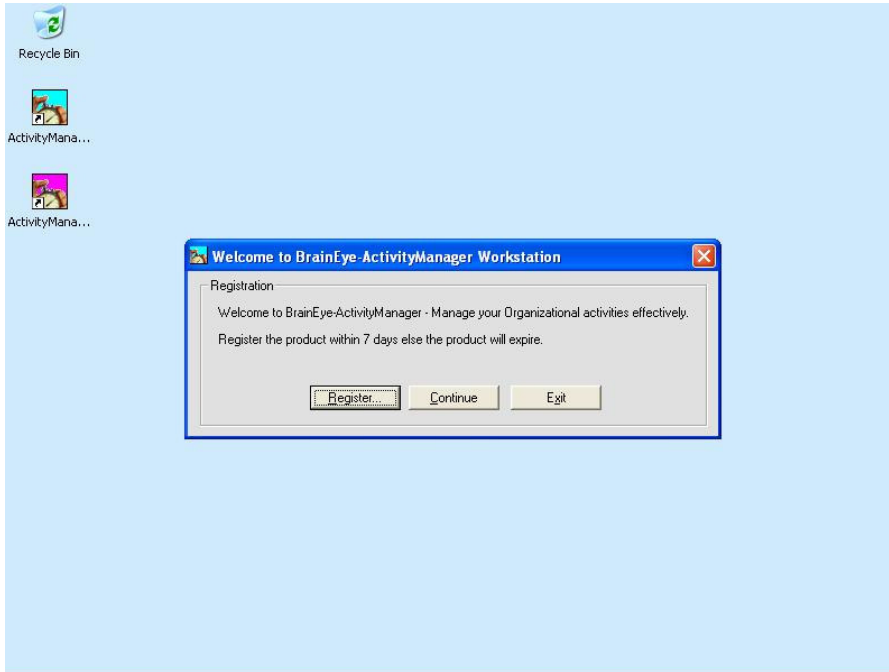 Recycle Bin
ActivityMana...
ActivityMana...
Welcome to BrainEye-ActivityManager Workstation
Registration
Welcome to BrainEye-ActivityManager - Manage your Organizational activities effectively.
Register the product within 7 days else the product will expire.
Register... Continue Exit